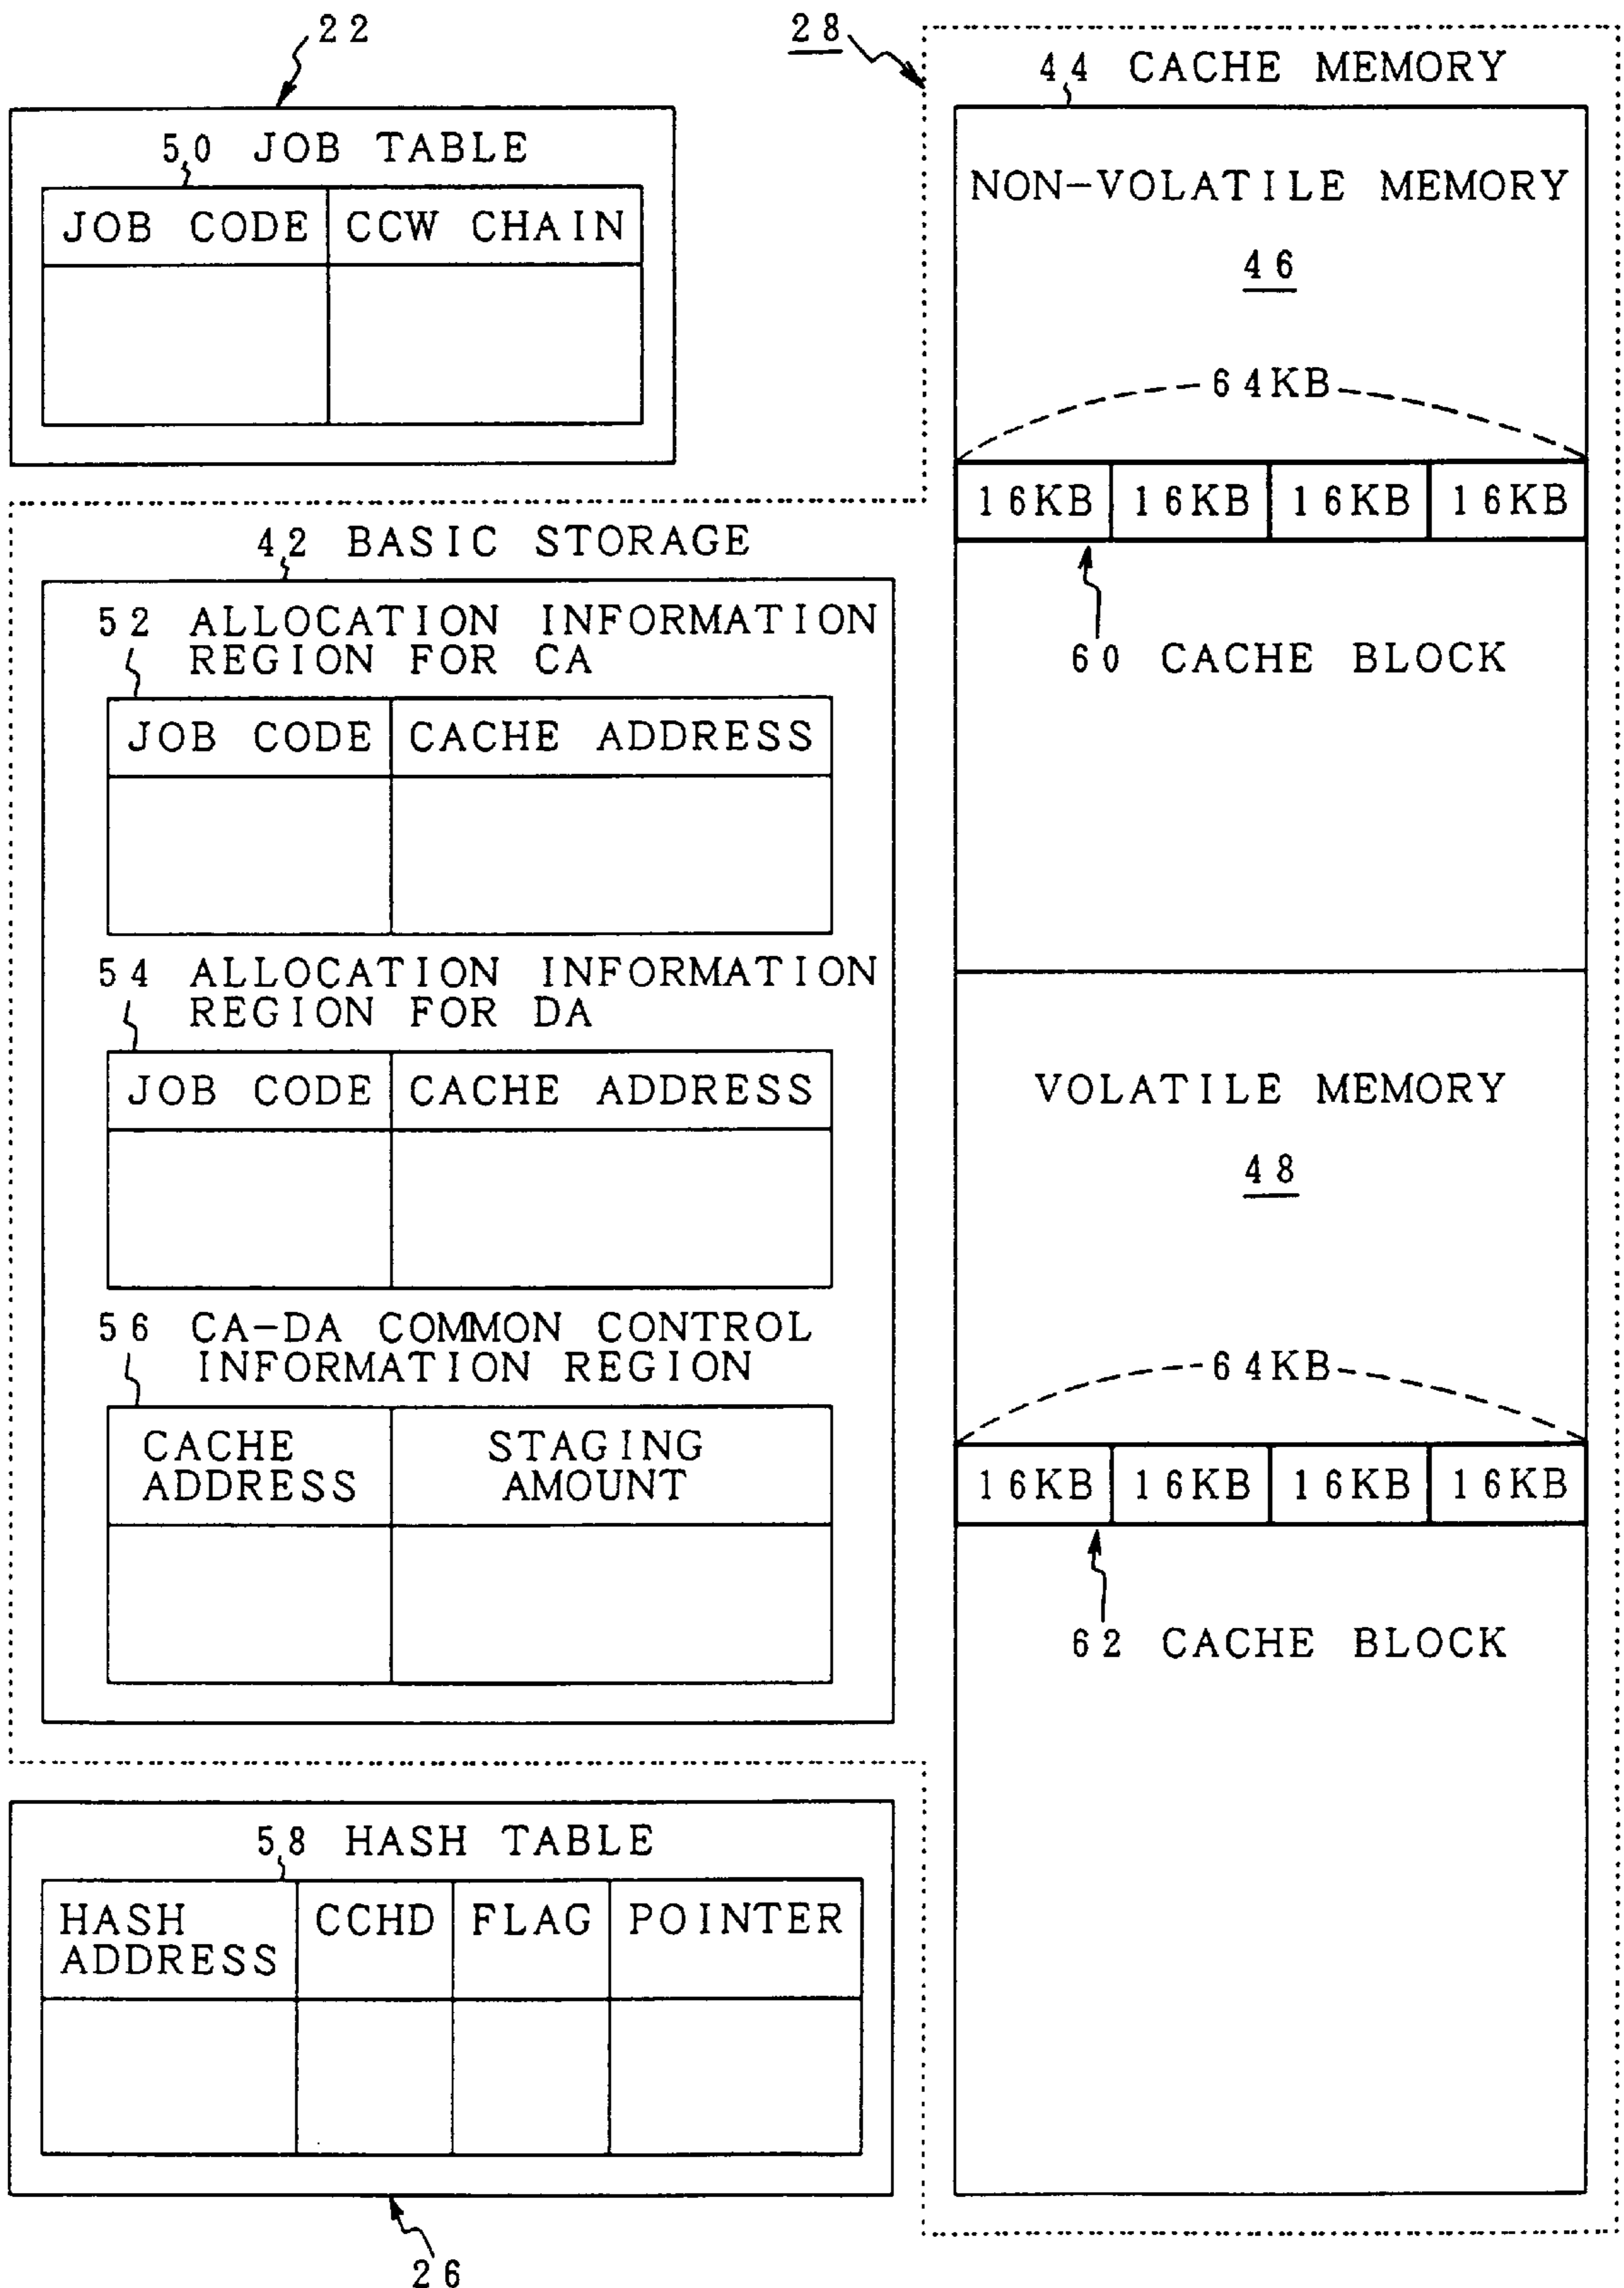 22
50 JOB TABLE
JOB CODE CCW CHAIN
28
44 CACHE MEMORY
NON-VOLATILE MEMORY
46
64KB
16KB 16KB 16KB 16KB
60 CACHE BLOCK
VOLATILE MEMORY
48
64KB
16KB 16KB 16KB 16KB
62 CACHE BLOCK
42 BASIC STORAGE
52 ALLOCATION INFORMATION
REGION FOR CA
JOB CODE CACHE ADDRESS
54 ALLOCATION INFORMATION
REGION FOR DA
JOB CODE CACHE ADDRESS
56 CA-DA COMMON CONTROL
INFORMATION REGION
CACHE
ADDRESS
STAGING
AMOUNT
58 HASH TABLE
HASH
ADDRESS
CCHD
FLAG
POINTER
26